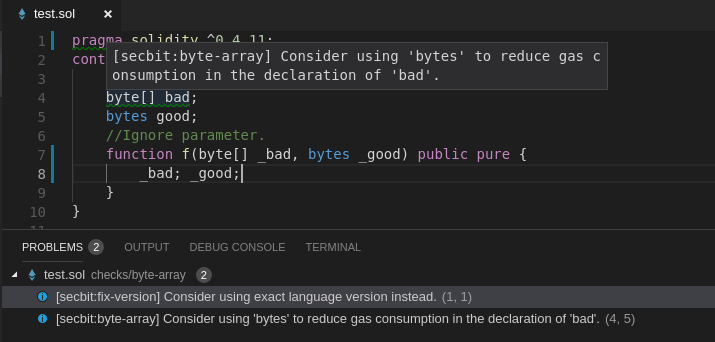 test.sol
1 pragma solidity ^0.4.11;
[secbit:byte-array] Consider using 'bytes' to reduce gas c
2 cont
onsumption in the declaration of 'bad'.
3
4 byte[] bad;
5 bytes good;
6 //Ignore parameter.
7 function f(byte[] _bad, bytes _good) public pure {
8 _bad; _good;
9 }
10 }
11
PROBLEMS 2 OUTPUT DEBUG CONSOLE TERMINAL
test.sol checks/byte-array 2
[secbit:fix-version] Consider using exact language version instead. (1, 1)
[secbit:byte-array] Consider using 'bytes' to reduce gas consumption in the declaration of 'bad'. (4, 5)